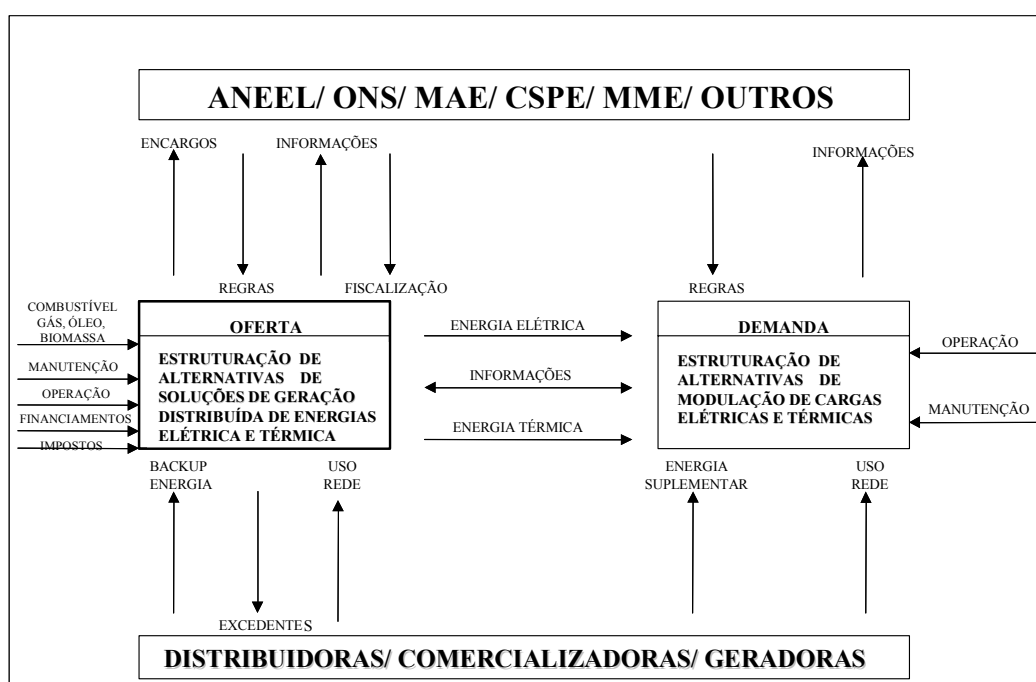 ANEEL/ ONS/ MAE/ CSPE/ MME/ OUTROS
ENCARGOS
INFORMAÇÕES
INFORMAÇÕES
REGRAS
FISCALIZAÇÃO
REGRAS
COMBUSTÍVEL
GÁS, ÓLEO,
BIOMASSA
MANUTENÇÃO
OPERAÇÃO
FINANCIAMENTOS
IMPOSTOS
OFERTA
ESTRUTURAÇÃO DE
ALTERNATIVAS DE
SOLUÇÕES DE GERAÇÃO
DISTRIBUÍDA DE ENERGIAS
ELÉTRICA E TÉRMICA
ENERGIA ELÉTRICA
INFORMAÇÕES
ENERGIA TÉRMICA
DEMANDA
ESTRUTURAÇÃO DE
ALTERNATIVAS DE
MODULAÇÃO DE CARGAS
ELÉTRICAS E TÉRMICAS
OPERAÇÃO
MANUTENÇÃO
BACKUP
ENERGIA
USO
REDE
ENERGIA
SUPLEMENTAR
USO
REDE
EXCEDENTES
DISTRIBUIDORAS/ COMERCIALIZADORAS/ GERADORAS